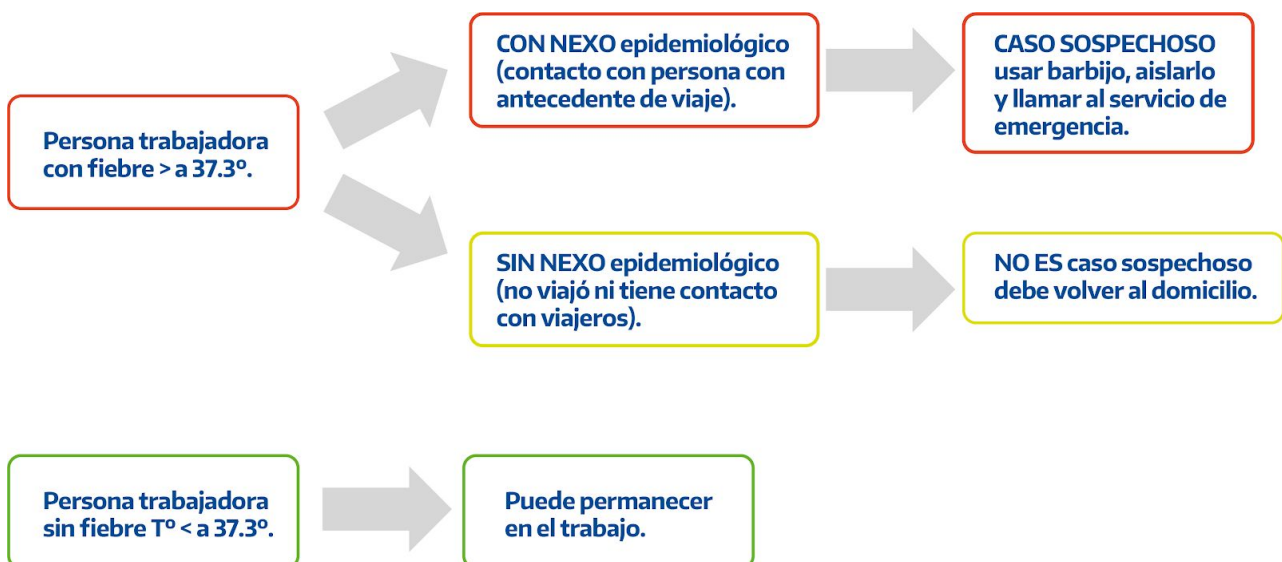 Persona trabajadora
con fiebre > a 37.3º.
CON NEXO epidemiológico
(contacto con persona con
antecedente de viaje).
CASO SOSPECHOSO
usar barbijo, aislarlo
y llamar al servicio de
emergencia.
SIN NEXO epidemiológico
(no viajó ni tiene contacto
con viajeros).
NO ES caso sospechoso
debe volver al domicilio.
Persona trabajadora
sin fiebre Tº < a 37.3º.
Puede permanecer
en el trabajo.